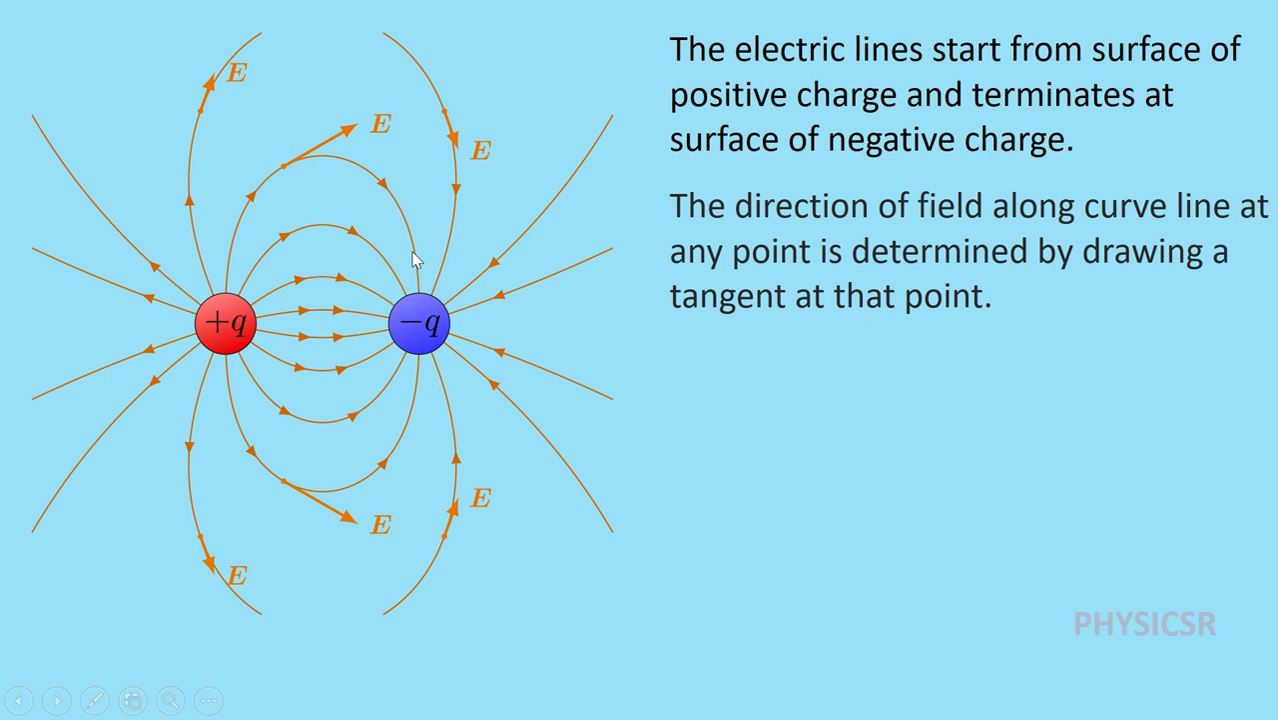 The electric lines start from surface of
positive charge and terminates at
surface of negative charge.
The direction of field along curve line at
any point is determined by drawing a
tangent at that point.
E
E
E
+q
−q
E
E
E
PHYSICSR